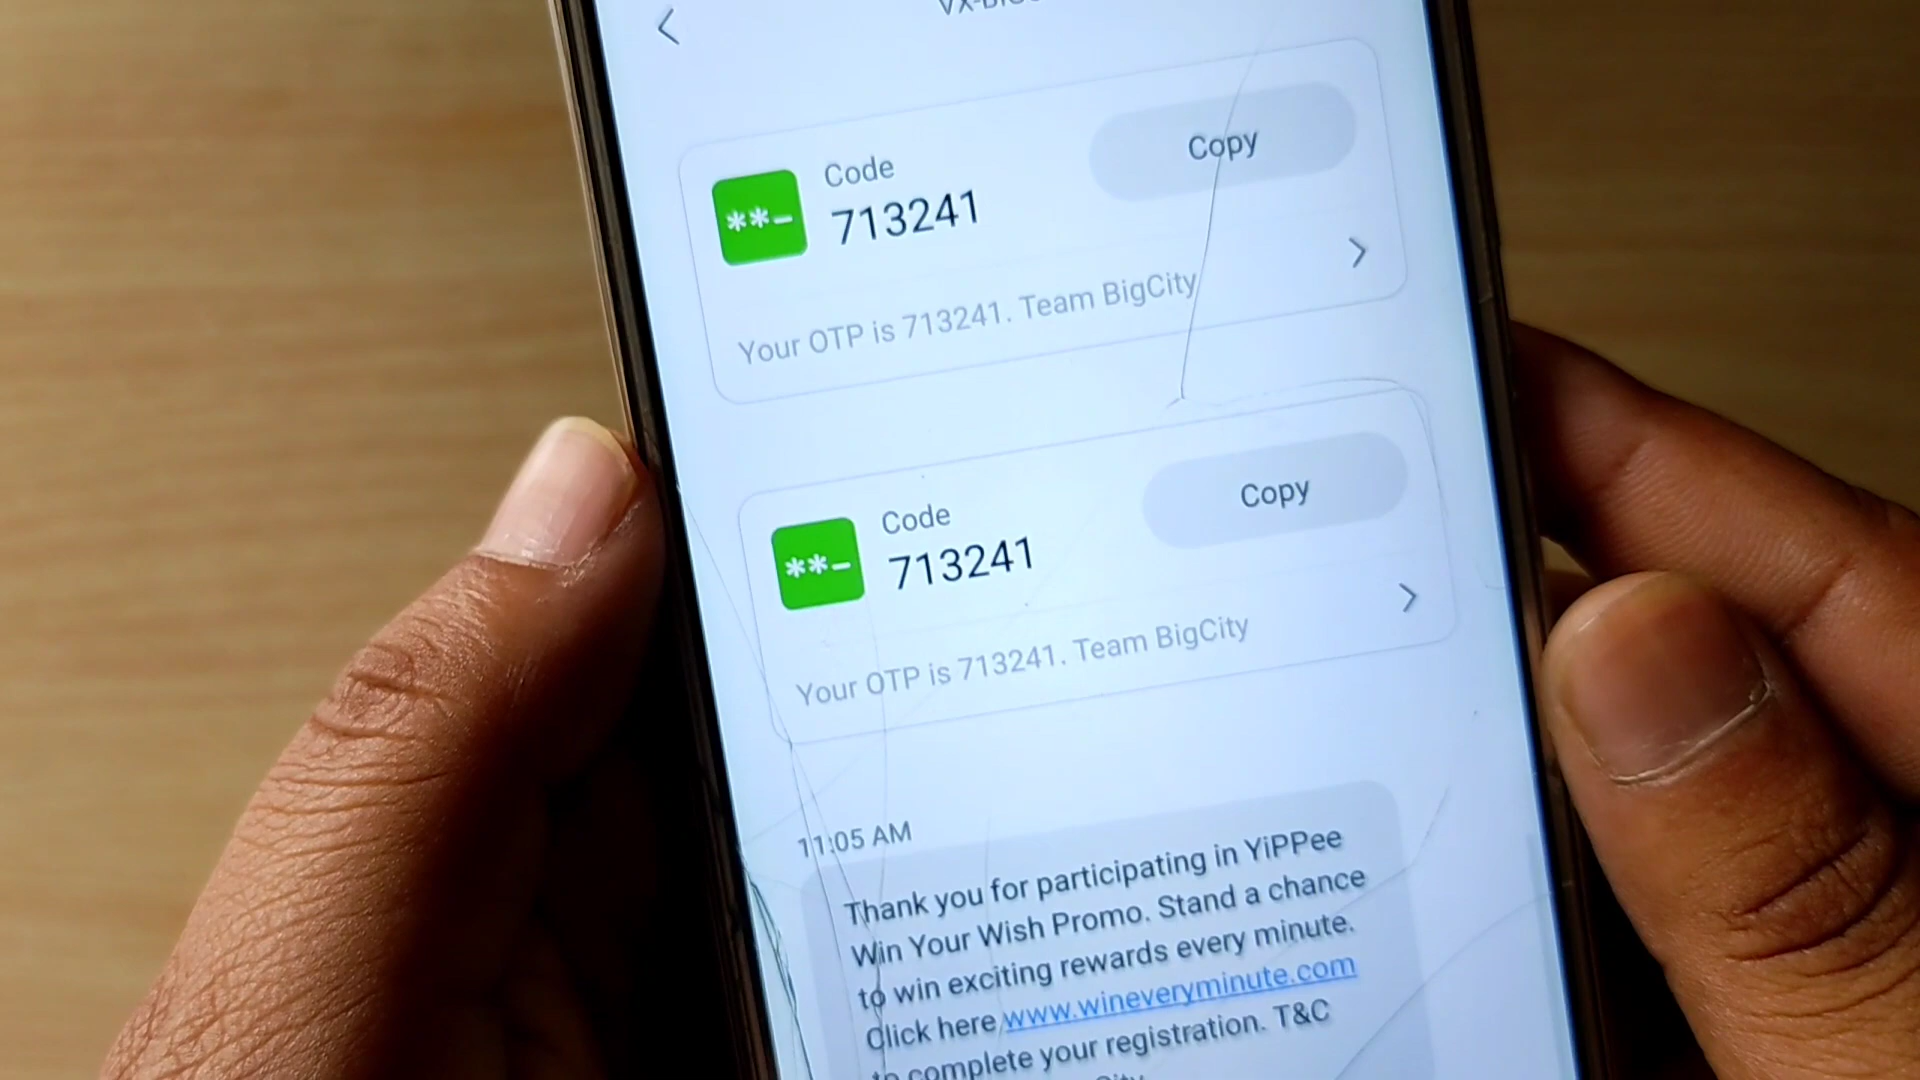 Code
713241
Copy
Your OTP is 713241. Team BigCity
Code
713241
Copy
Your OTP is 713241. Team BigCity
11:05 AM
Thank you for participating in YiPPee
Win Your Wish Promo. Stand a chance
to win exciting rewards every minute.
Click here www.wineveryminute.com
to complete your registration. T&C